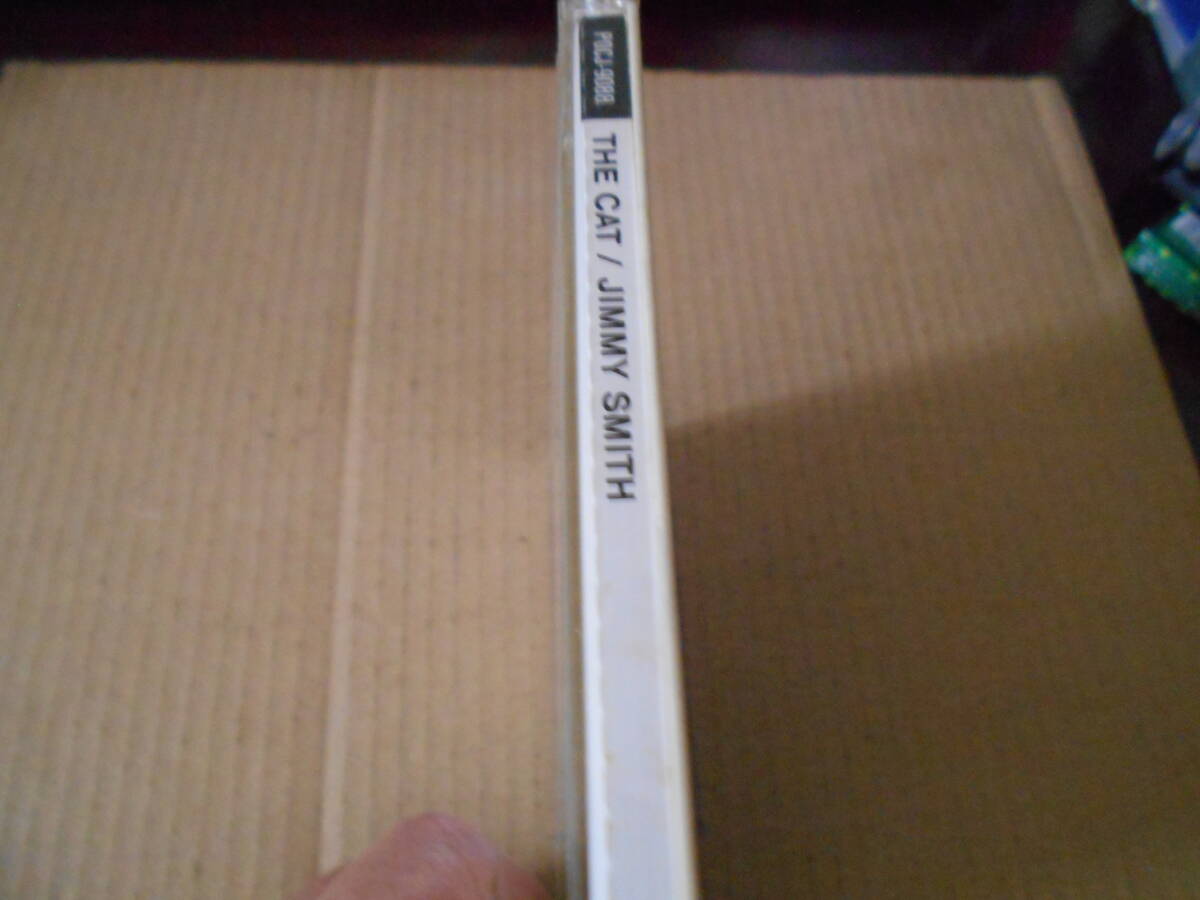 POCJ-9088
THE CAT / JIMMY SMITH